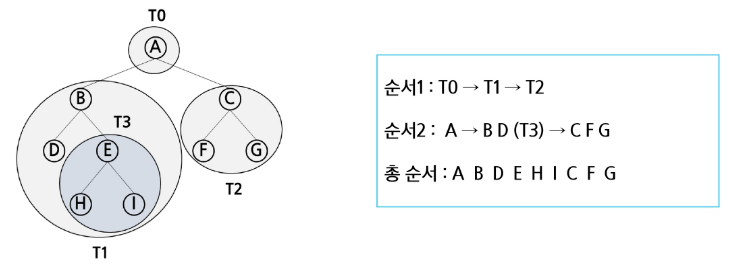 T0
A
B
C
T3
D
E
F
G
H
I
T2
T1
순서1 : T0 → T1 → T2
순서2 : A → B D (T3) → C F G
총 순서 : A B D E H I C F G